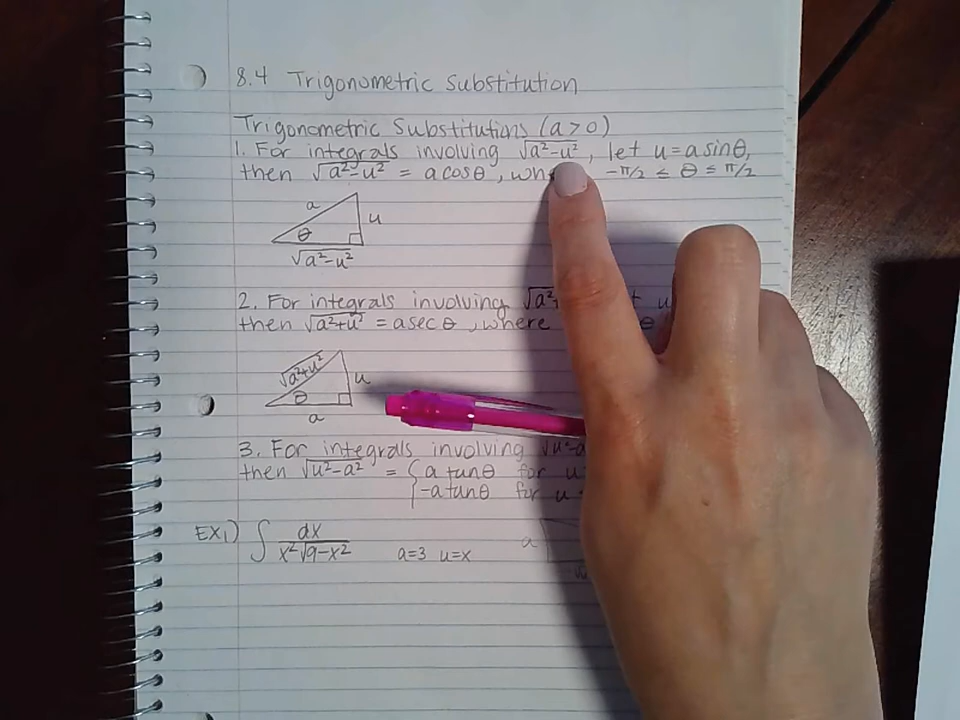 8.4 Trigonometric Substitution
Trigonometric Substitutions (a>0)
1. For integrals involving √a²-u², let u=a sinθ,
then √a²-u² = a cosθ, -π/2 ≤ θ ≤ π/2
a
u
θ
√a²-u²
2. For integrals involving u
then √a²+u² = a sec θ, where θ
√a²+u²
u
θ
a
3. For integrals involving
then √u²-a² = { a tanθ for u
-a tanθ for u
EX1) ∫ dx / x²√9-x² a=3 u=x
a